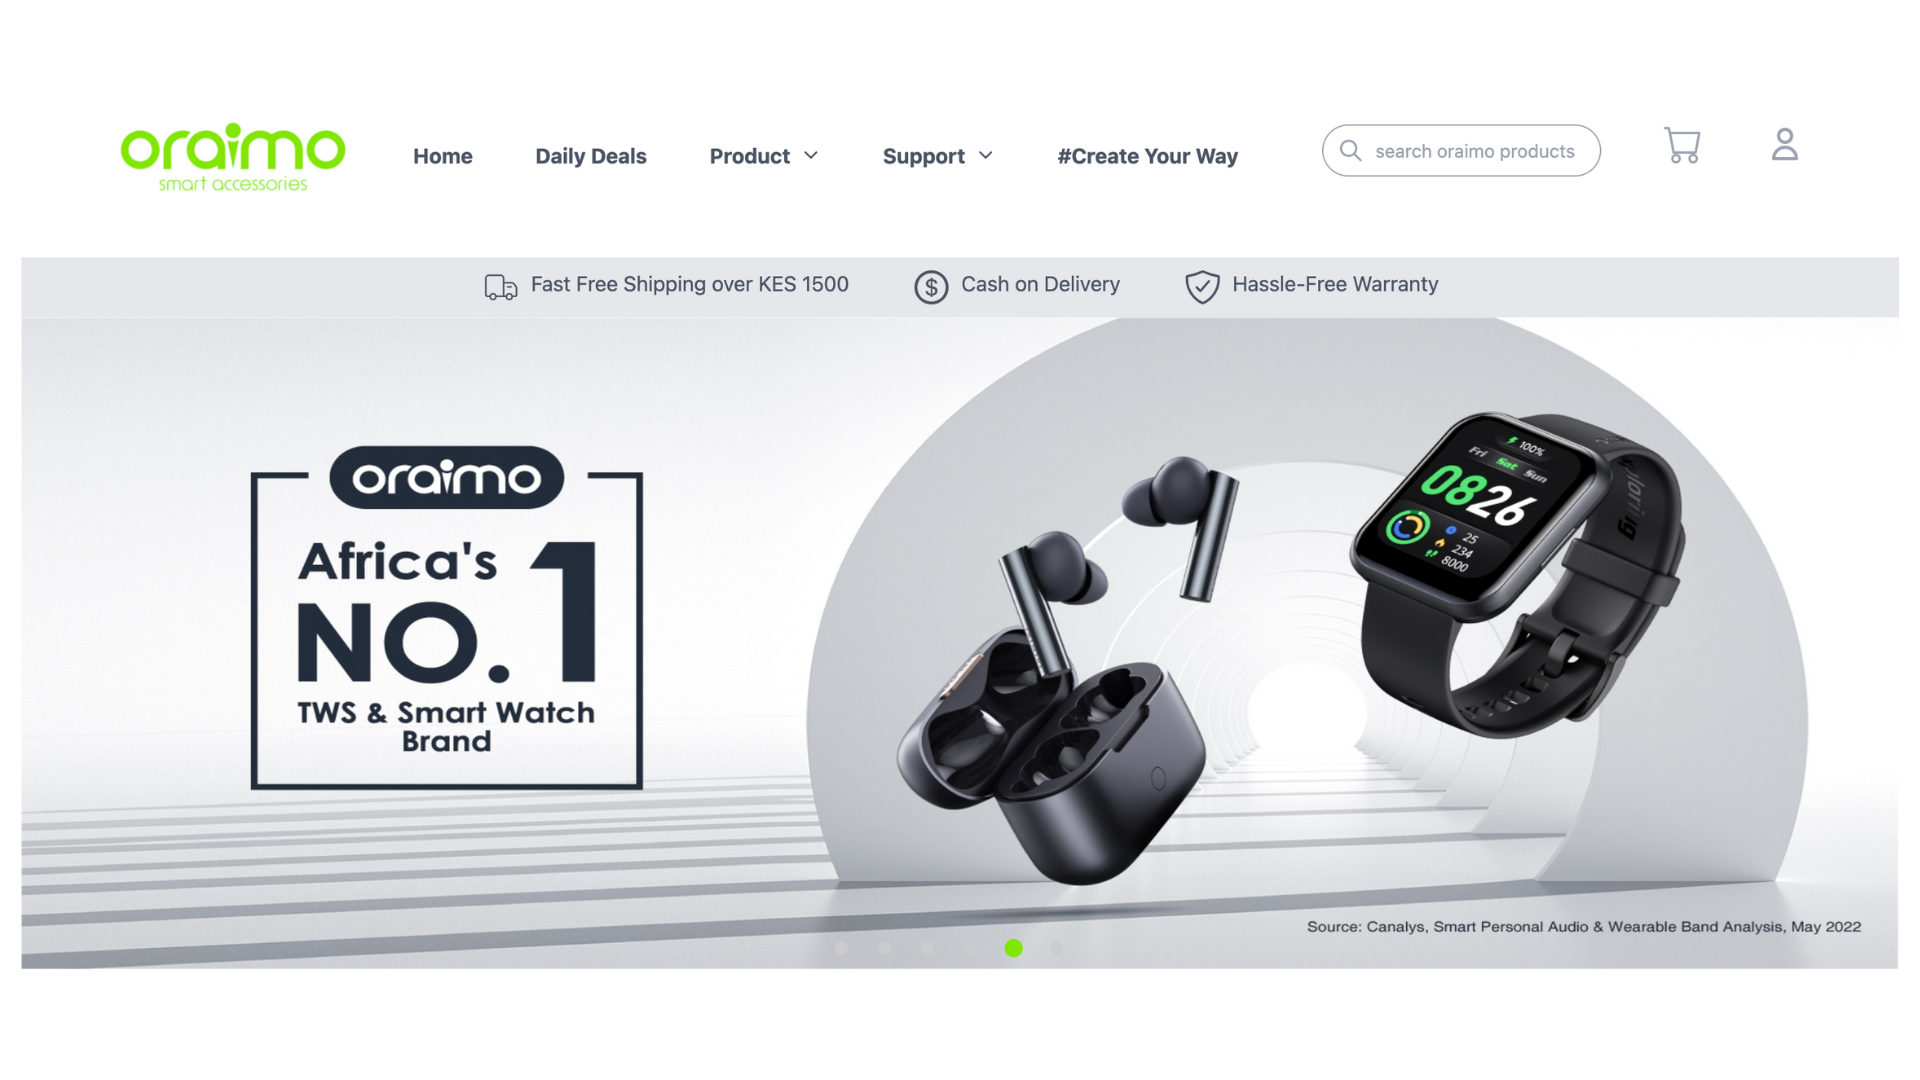 oraimo
smart accessories
Home
Daily Deals
Product
Support
#Create Your Way
search oraimo products
Fast Free Shipping over KES 1500
Cash on Delivery
Hassle-Free Warranty
oraimo
Africa's
NO.1
TWS & Smart Watch
Brand
100%
Fri Sat Sun
0826
25
234
8000
Source: Canalys, Smart Personal Audio & Wearable Band Analysis, May 2022